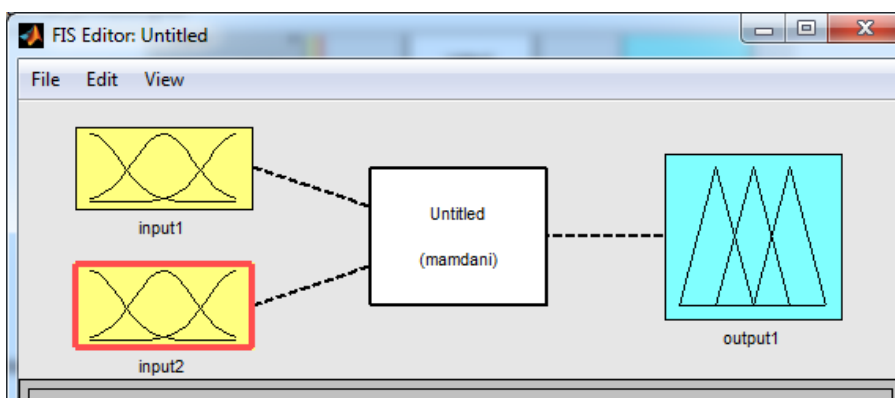 FIS Editor: Untitled
File Edit View
input1
Untitled
(mamdani)
input2
output1